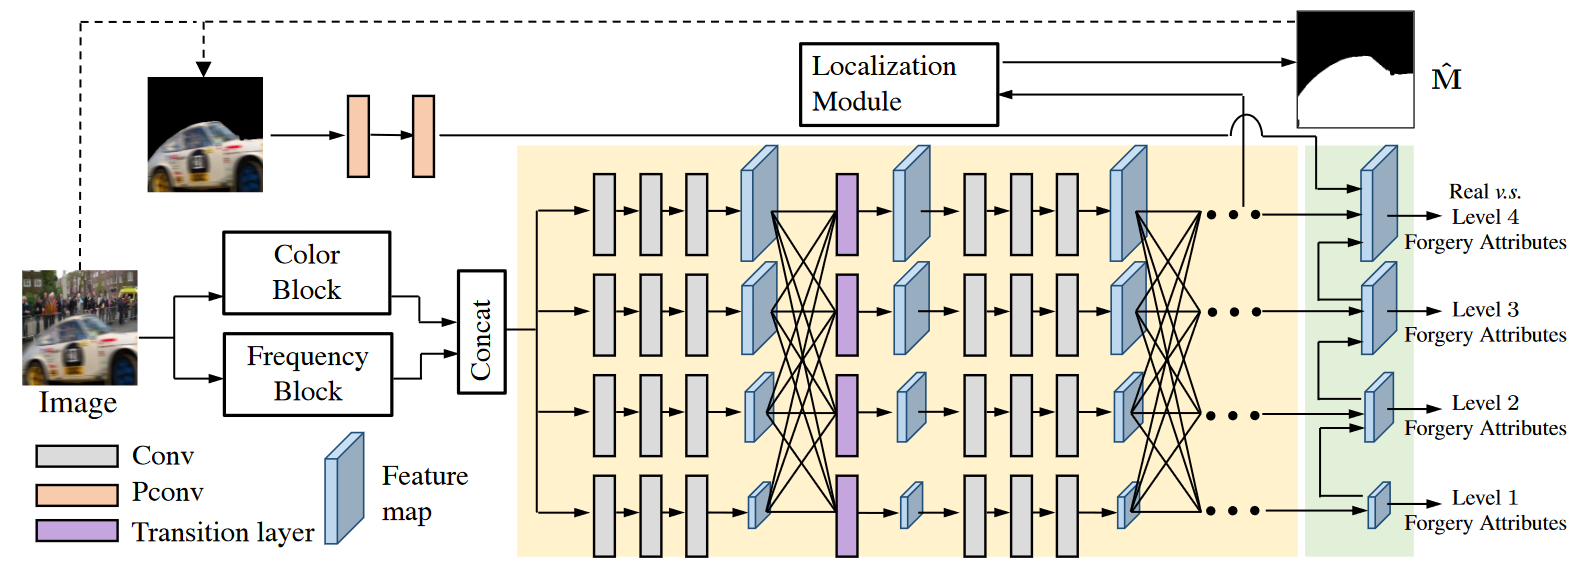 Localization
Module
M̂
Color
Block
Frequency
Block
Concat
Image
Conv
Pconv
Transition layer
Feature
map
Real v.s.
Level 4
Forgery Attributes
Level 3
Forgery Attributes
Level 2
Forgery Attributes
Level 1
Forgery Attributes